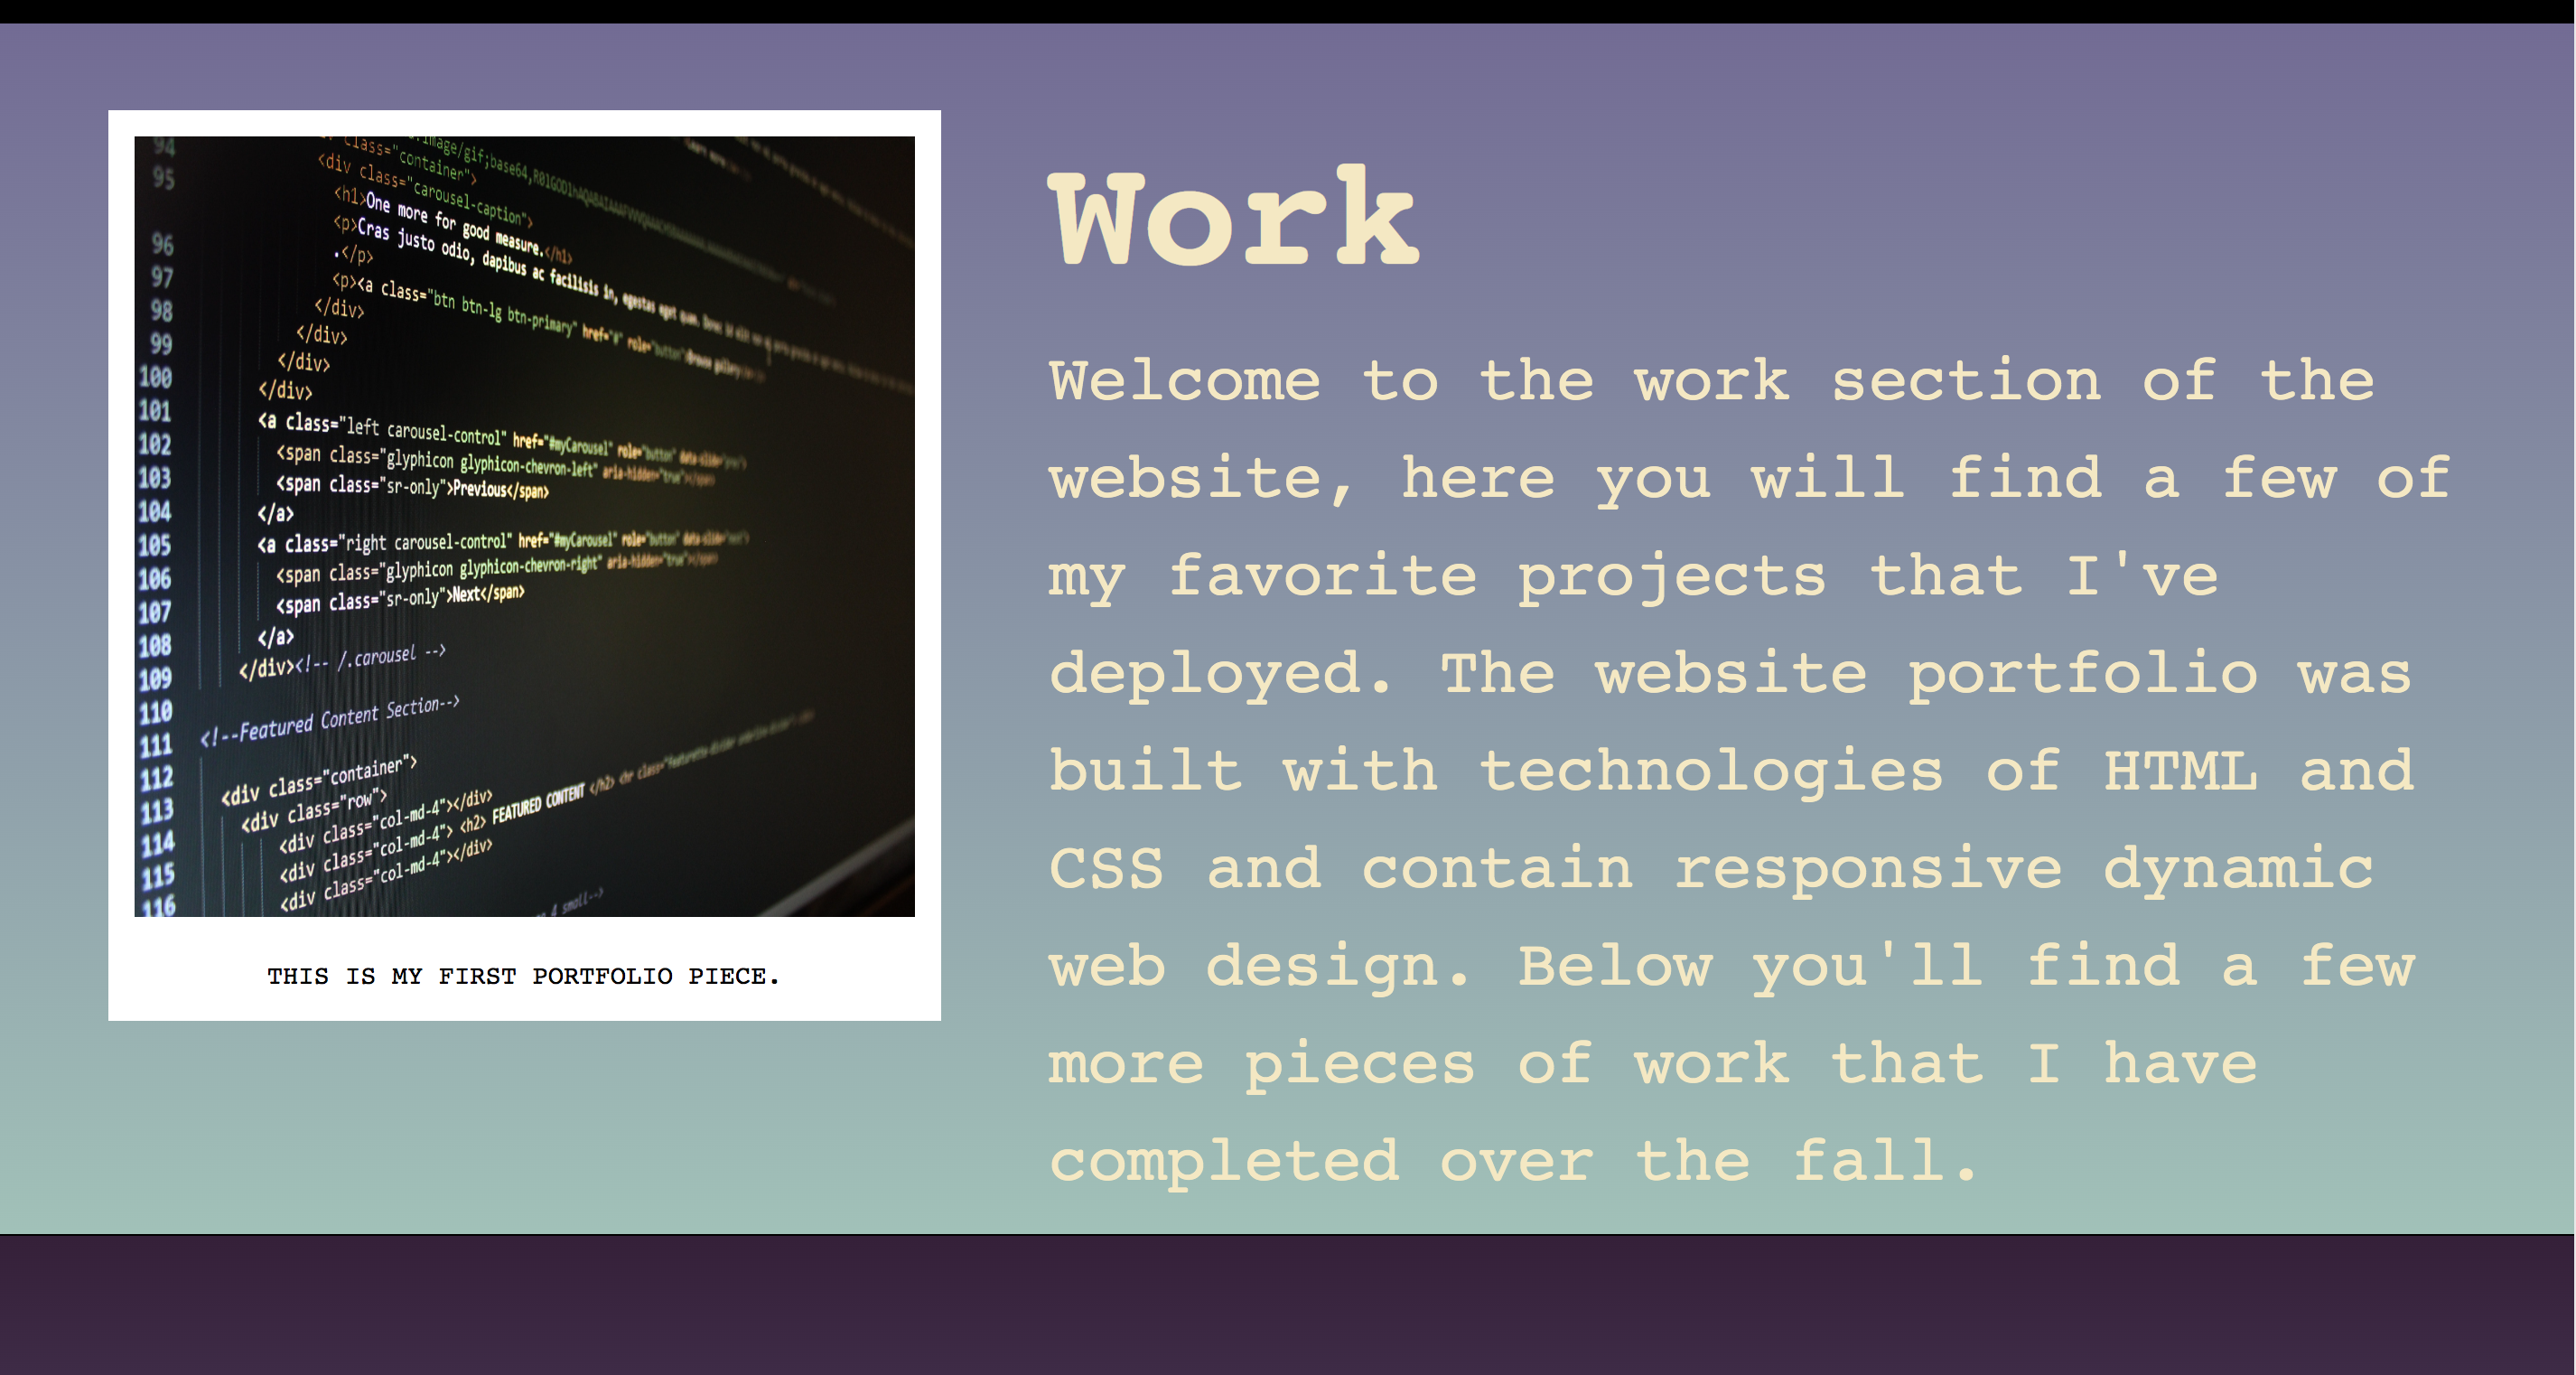 94
95
96
97
98
99
100
101
102
103
104
105
106
107
108
109
110
111
112
113
114
115
116
class="container">
<div class="carousel-caption">
<h1>One more for good measure.</h1>
<p>Cras justo odio, dapibus ac facilisis in, egestas eget quam.
.</p>
<p><a class="btn btn-lg btn-primary" href="#" role="button">
</div>
</div>
</div>
</div>
<a class="left carousel-control" href="#myCarousel" role="button" data-slide="prev">
<span class="glyphicon glyphicon-chevron-left" aria-hidden="true"></span>
<span class="sr-only">Previous</span>
</a>
<a class="right carousel-control" href="#myCarousel" role="button" data-slide="next">
<span class="glyphicon glyphicon-chevron-right" aria-hidden="true"></span>
<span class="sr-only">Next</span>
</a>
</div><!-- /.carousel -->
<!--Featured Content Section-->
<div class="container">
<div class="row">
<div class="col-md-4"></div>
<div class="col-md-4"> <h2> FEATURED CONTENT </h2>
<div class="col-md-4"></div>
THIS IS MY FIRST PORTFOLIO PIECE.
Work
Welcome to the work section of the
website, here you will find a few of
my favorite projects that I've
deployed. The website portfolio was
built with technologies of HTML and
CSS and contain responsive dynamic
web design. Below you'll find a few
more pieces of work that I have
completed over the fall.